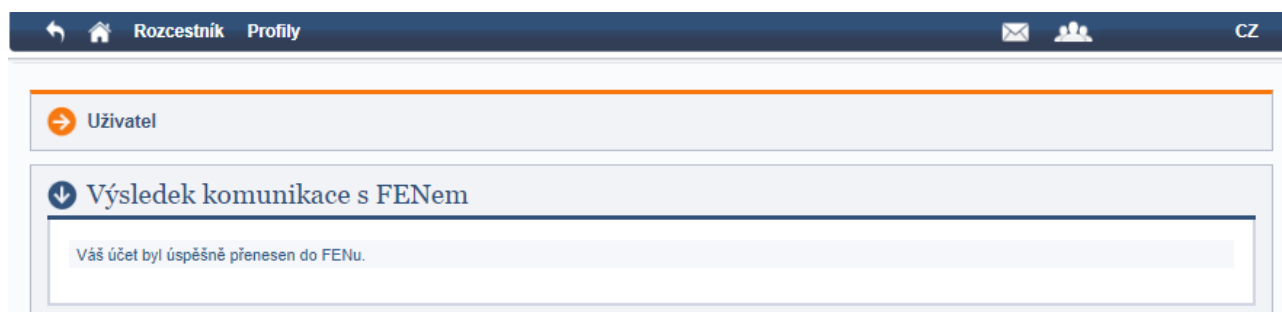 Rozcestník Profily CZ
Uživatel
Výsledek komunikace s FENem
Váš účet byl úspěšně přenesen do FENu.